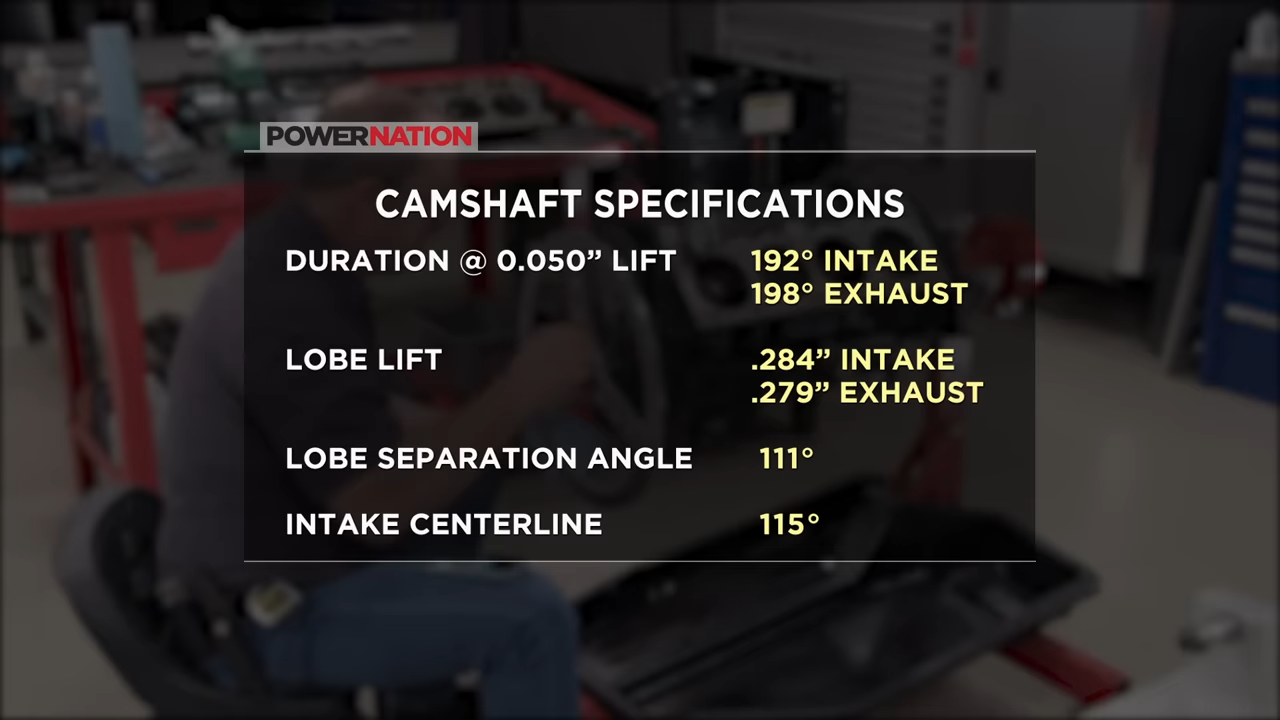 POWERNATION
CAMSHAFT SPECIFICATIONS
DURATION @ 0.050” LIFT 192° INTAKE
198° EXHAUST
LOBE LIFT .284” INTAKE
.279” EXHAUST
LOBE SEPARATION ANGLE 111°
INTAKE CENTERLINE 115°